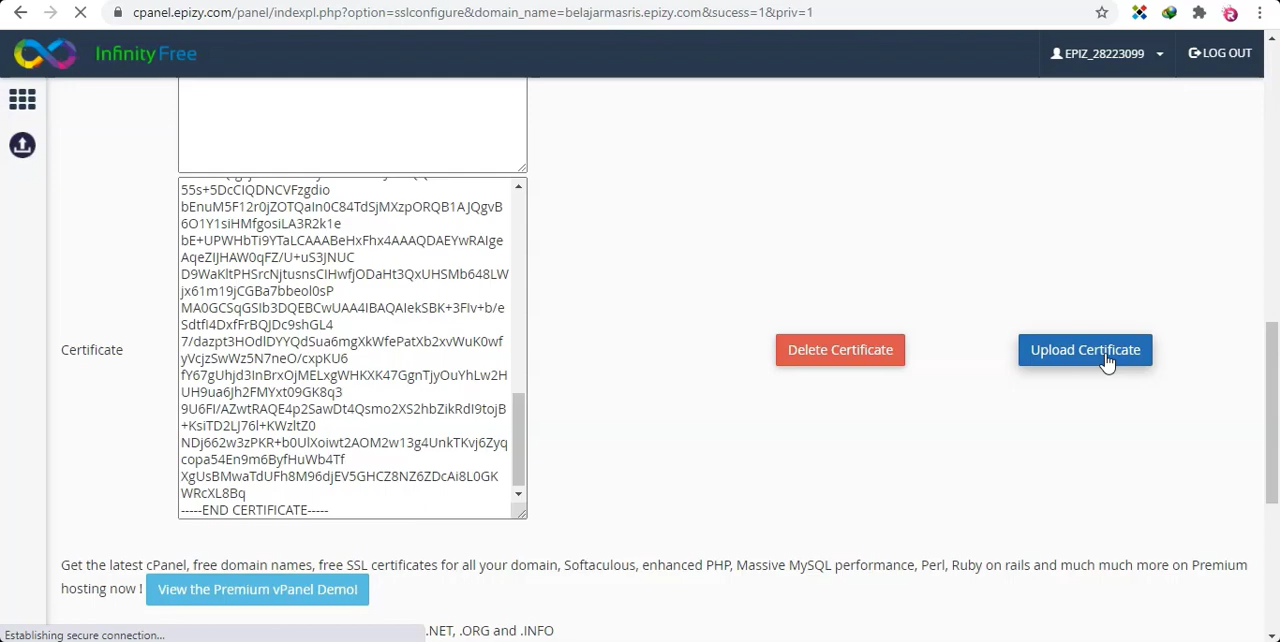 cpanel.epizy.com/panel/indexpl.php?option=sslconfigure&domain_name=belajarmasris.epizy.com&sucess=1&priv=1
InfinityFree
EPIZ_28223099
LOG OUT
55s+5DcCIQDNCVFzgdio
bEnuM5F12r0jZOTQaIn0C84TdSjMXzpORQB1AJQgvB
6O1Y1siHMfgosiLA3R2k1e
bE+UPWHbTi9YTaLCAAABeHxFhx4AAAQDAEYwRAIge
AqeZIJHAW0qFZ/U+uS3JNUC
D9WaKltPHSrcNjtusnsCIHwfjODaHt3QxUHSMb648LW
jx61m19jCGBa7bbeol0sP
MA0GCSqGSIb3DQEBCwUAA4IBAQAIekSBK+3FIv+b/e
SdtfI4DxfFrBQJDc9shGL4
7/dazpt3HOdlDYYQdSua6mgXkWfePatXb2xvWuK0wf
yVcjzSwWz5N7neO/cxpKU6
fY67gUhjd3InBrxOjMELxgWHKXK47GgnTjyOuYhLw2H
UH9ua6Jh2FMYxt09GK8q3
9U6FI/AZwtRAQE4p2SawDt4Qsmo2XS2hbZikRdI9tojB
+KsiTD2LJ76l+KWzltZ0
NDj662w3zPKR+b0UlXoiwt2AOM2w13g4UnkTKvj6Zyq
copa54En9m6ByfHuWb4Tf
XgUsBMwaTdUFh8M96djEV5GHCZ8NZ6ZDcAi8L0GK
WRcXL8Bq
-----END CERTIFICATE-----
Certificate
Delete Certificate
Upload Certificate
Get the latest cPanel, free domain names, free SSL certificates for all your domain, Softaculous, enhanced PHP, Massive MySQL performance, Perl, Ruby on rails and much much more on Premium
hosting now !
View the Premium vPanel Demo!
Establishing secure connection...
.NET, .ORG and .INFO